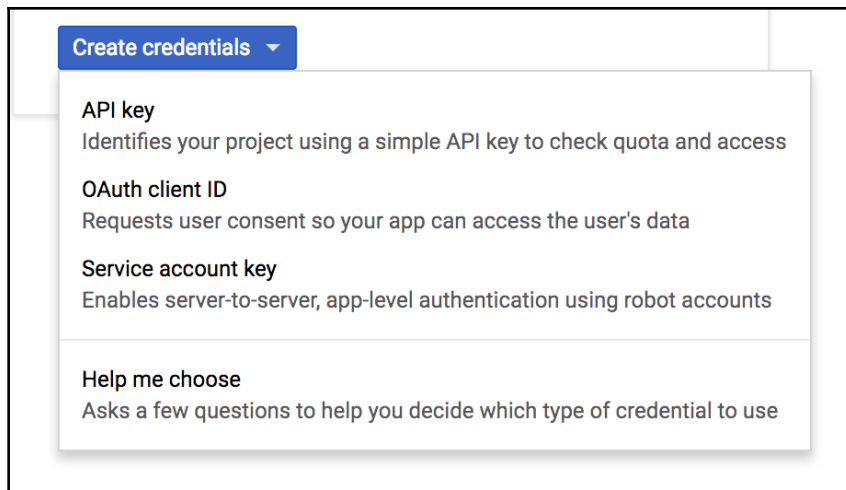 Create credentials
API key
Identifies your project using a simple API key to check quota and access
OAuth client ID
Requests user consent so your app can access the user's data
Service account key
Enables server-to-server, app-level authentication using robot accounts
Help me choose
Asks a few questions to help you decide which type of credential to use